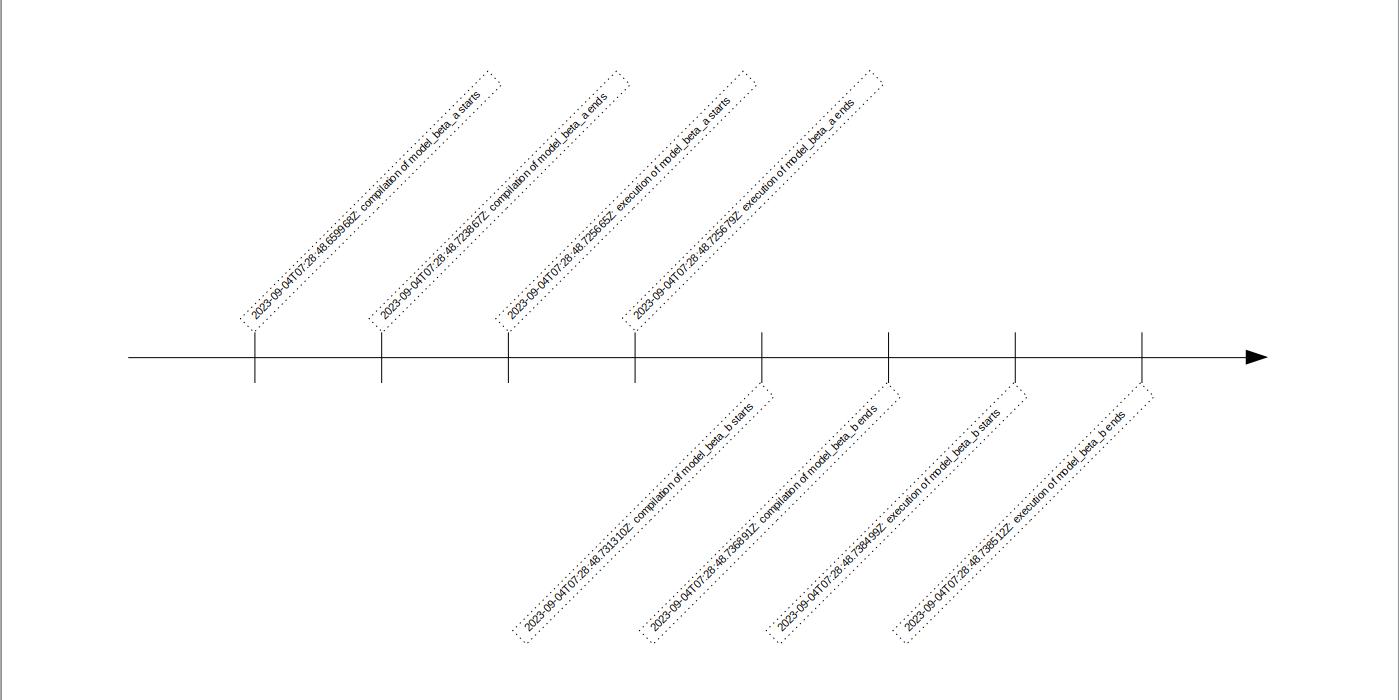 2023-09-04T07:28:48.659968Z: compilation of model_beta_a starts
2023-09-04T07:28:48.723867Z: compilation of model_beta_a ends
2023-09-04T07:28:48.725665Z: execution of model_beta_a starts
2023-09-04T07:28:48.725679Z: execution of model_beta_a ends
2023-09-04T07:28:48.731310Z: compilation of model_beta_b starts
2023-09-04T07:28:48.736891Z: compilation of model_beta_b ends
2023-09-04T07:28:48.738499Z: execution of model_beta_b starts
2023-09-04T07:28:48.738512Z: execution of model_beta_b ends